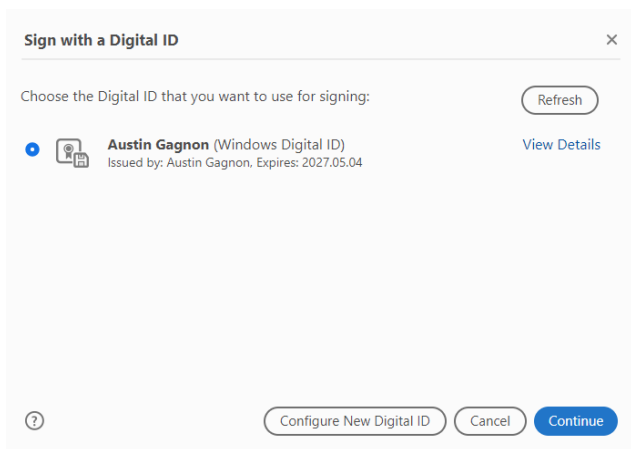 Sign with a Digital ID
Choose the Digital ID that you want to use for signing:
Refresh
Austin Gagnon (Windows Digital ID)
View Details
Issued by: Austin Gagnon, Expires: 2027.05.04
?
Configure New Digital ID
Cancel
Continue